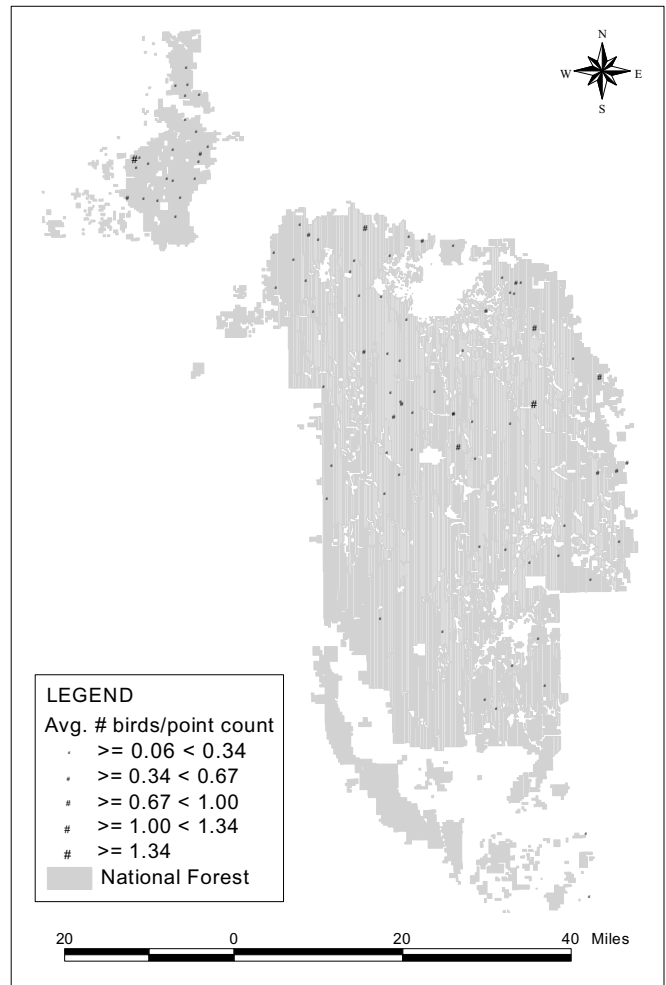 N
W E
S
LEGEND
Avg. # birds/point count
# >= 0.06 < 0.34
# >= 0.34 < 0.67
# >= 0.67 < 1.00
# >= 1.00 < 1.34
# >= 1.34
National Forest
20 0 20 40 Miles